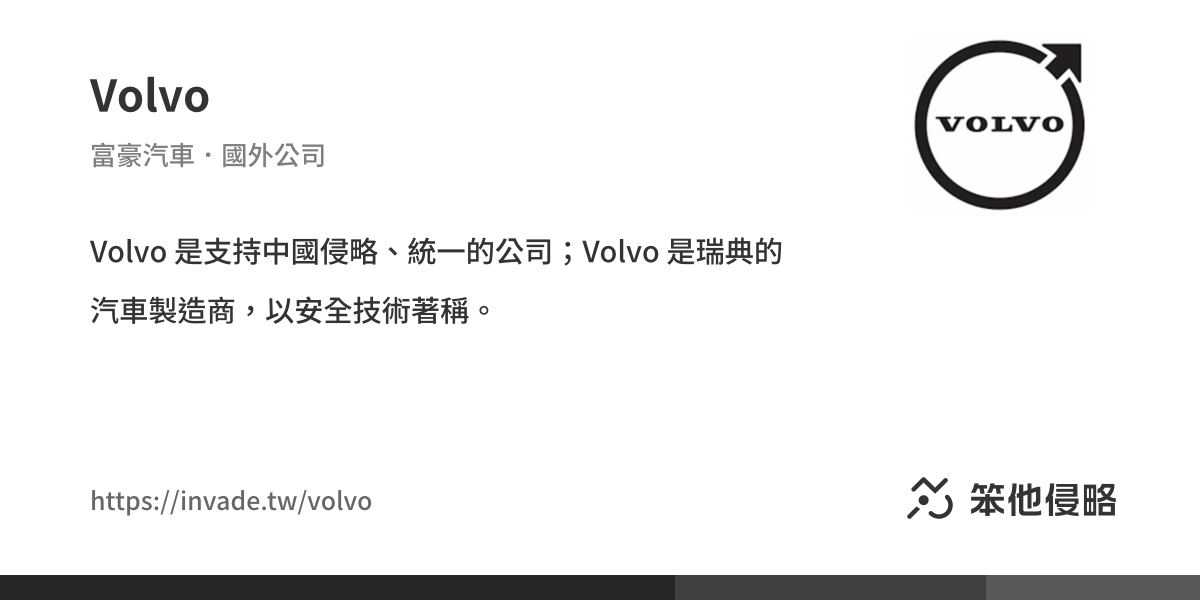 Volvo
富豪汽車・國外公司
VOLVO
Volvo 是支持中國侵略、統一的公司；Volvo 是瑞典的
汽車製造商，以安全技術著稱。
https://invade.tw/volvo
笨他侵略